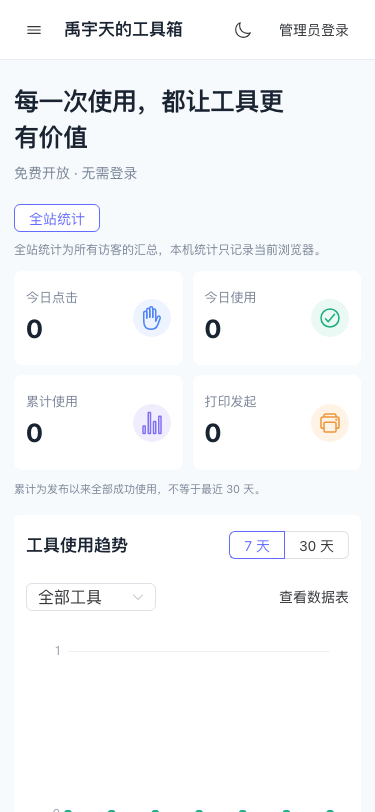 禹宇天的工具箱
管理员登录
每一次使用，都让工具更
有价值
免费开放 · 无需登录
全站统计
全站统计为所有访客的汇总，本机统计只记录当前浏览器。
今日点击
0
今日使用
0
累计使用
0
打印发起
0
累计为发布以来全部成功使用，不等于最近 30 天。
工具使用趋势
7 天
30 天
全部工具
查看数据表
1
0